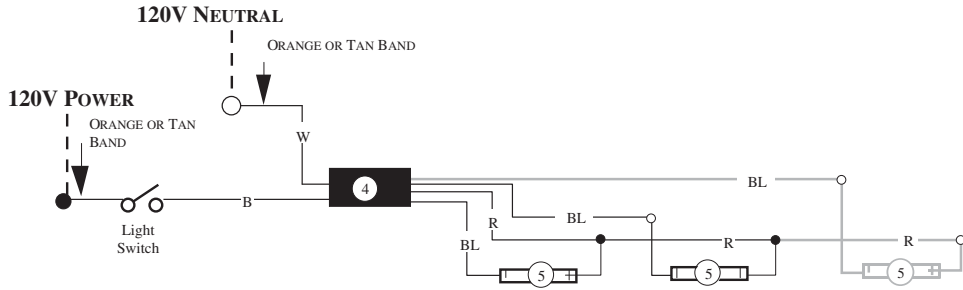 120V NEUTRAL
ORANGE OR TAN BAND
120V POWER
ORANGE OR TAN
BAND
W
4
BL
B
R
BL
Light
Switch
BL
R
R
5
5
5